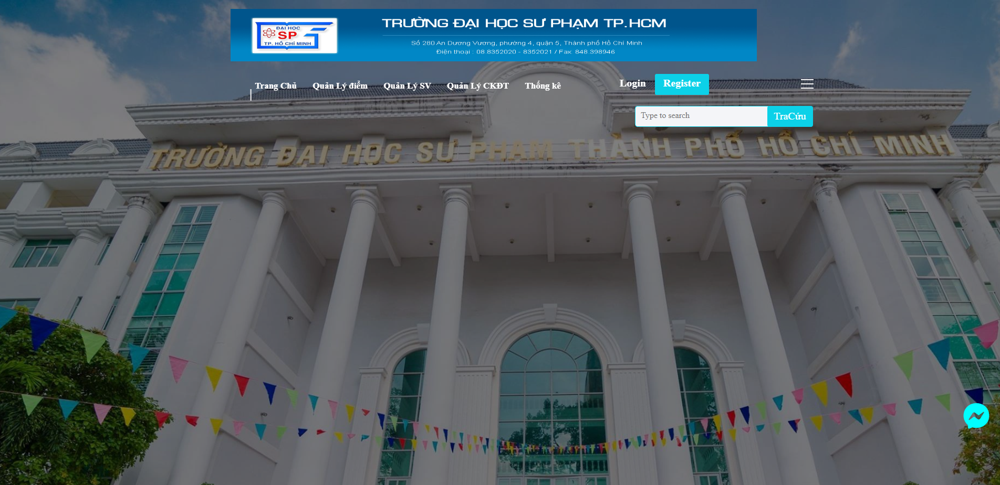 ĐẠI HỌC
SP
TP. HỒ CHÍ MINH
TRƯỜNG ĐẠI HỌC SƯ PHẠM TP.HCM
Số 280 An Dương Vương, phường 4, quận 5, Thành phố Hồ Chí Minh
Điện thoại : 08.8352020 - 8352021 / Fax: 848.398946
Trang Chủ Quản Lý điểm Quản Lý SV Quản Lý CKĐT Thống kê Login Register
Type to search TraCứu
TRƯỜNG ĐẠI HỌC SƯ PHẠM THÀNH PHỐ HỒ CHÍ MINH